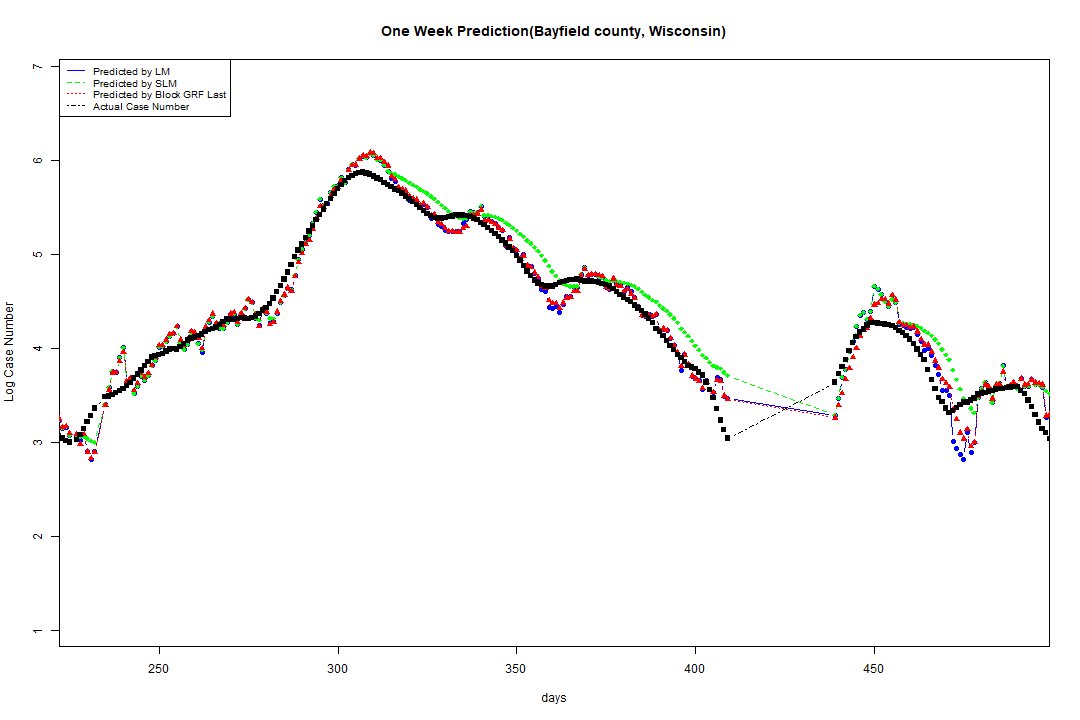 One Week Prediction(Bayfield county, Wisconsin)
Predicted by LM
Predicted by SLM
Predicted by Block GRF Last
Actual Case Number
7
6
5
4
3
2
1
Log Case Number
250 300 350 400 450
days